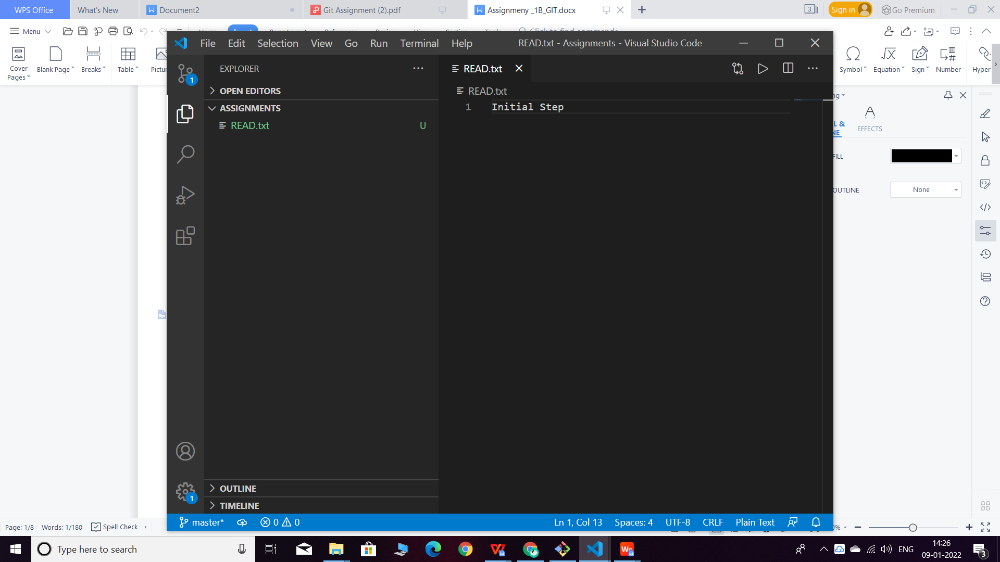 WPS Office
What's New
Document2
Git Assignment (2).pdf
Assignmeny _1B_GIT.docx
3
Sign in
Go Premium
Menu
Click to find commands
Cover Pages
Blank Page
Breaks
Table
Symbol
Equation
Sign
Number
File Edit Selection View Go Run Terminal Help
READ.txt - Assignments - Visual Studio Code
1
EXPLORER
OPEN EDITORS
ASSIGNMENTS
READ.txt U
OUTLINE
TIMELINE
1
READ.txt
READ.txt
1 Initial Step
master*
0 0
Ln 1, Col 13
Spaces: 4
UTF-8
CRLF
Plain Text
EFFECTS
FILL
OUTLINE
None
Page: 1/8
Words: 1/180
Spell Check
Type here to search
ENG
14:26
09-01-2022
3